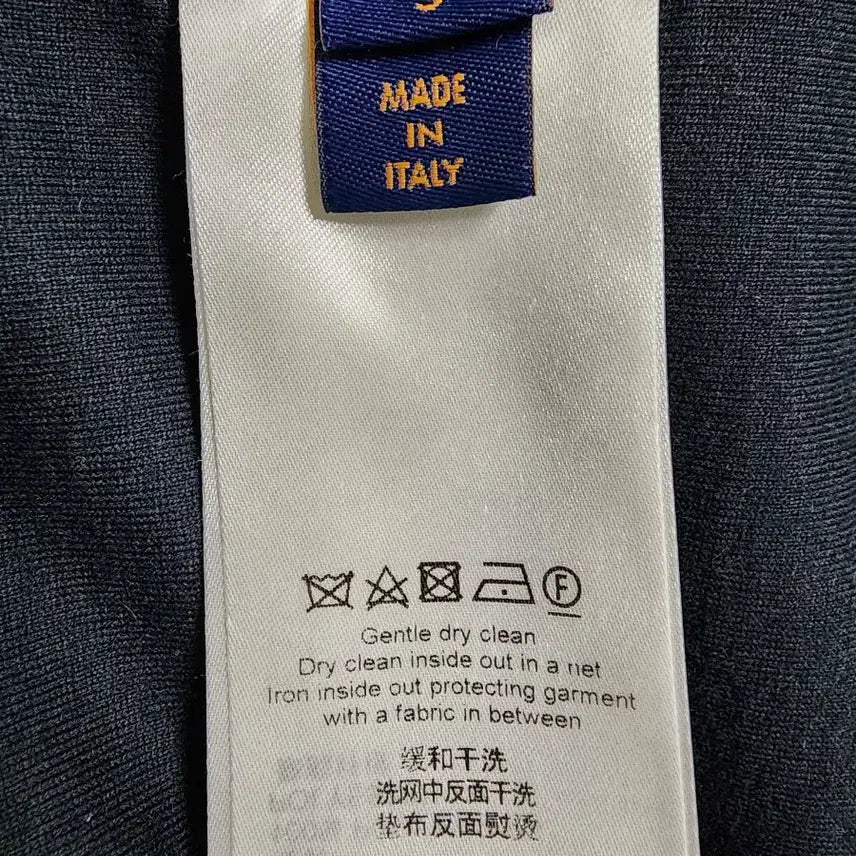 MADE
IN
ITALY
F
Gentle dry clean
Dry clean inside out in a net
Iron inside out protecting garment
with a fabric in between
缓和干洗
洗网中反面干洗
垫布反面熨烫